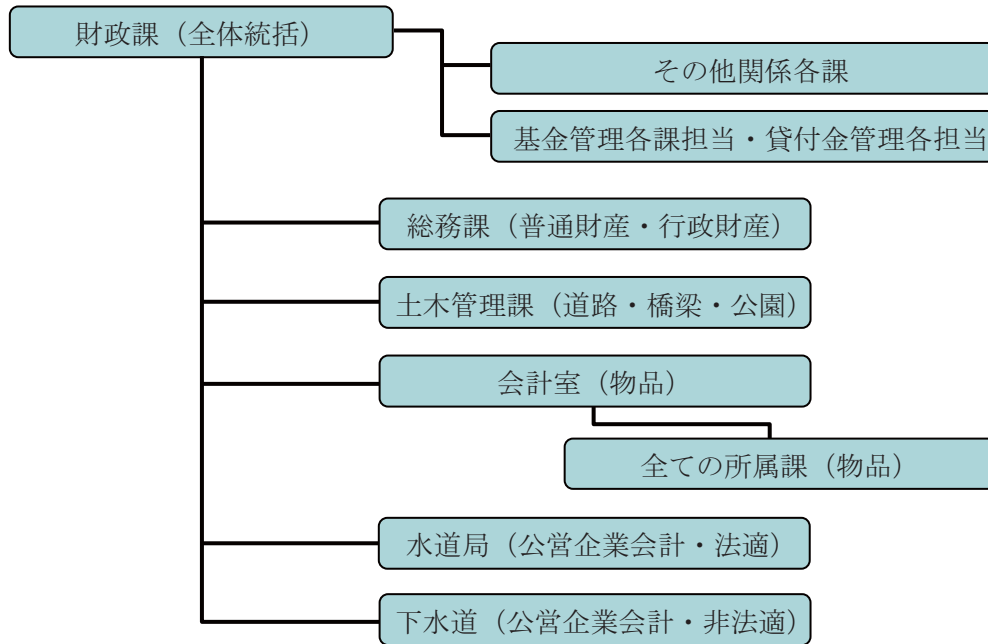 財政課（全体統括）
その他関係各課
基金管理各課担当・貸付金管理各担当
総務課（普通財産・行政財産）
土木管理課（道路・橋梁・公園）
会計室（物品）
全ての所属課（物品）
水道局（公営企業会計・法適）
下水道（公営企業会計・非法適）